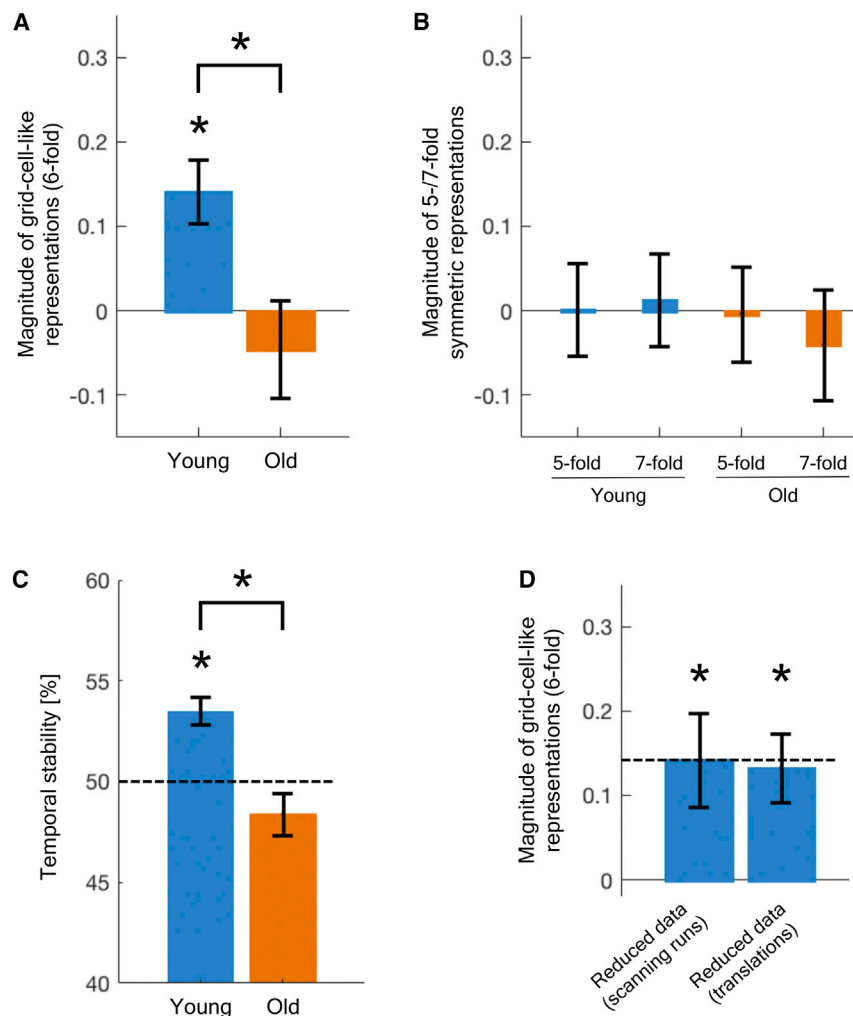 A
Magnitude of grid-cell-like
representations (6-fold)
0.3
0.2
0.1
0
-0.1
*
*
Young
Old
B
Magnitude of 5-/7-fold
symmetric representations
0.3
0.2
0.1
0
-0.1
5-fold
7-fold
5-fold
7-fold
Young
Old
C
Temporal stability [%]
60
55
50
45
40
*
*
Young
Old
D
Magnitude of grid-cell-like
representations (6-fold)
0.3
0.2
0.1
0
*
*
Reduced data
(scanning runs)
Reduced data
(translations)